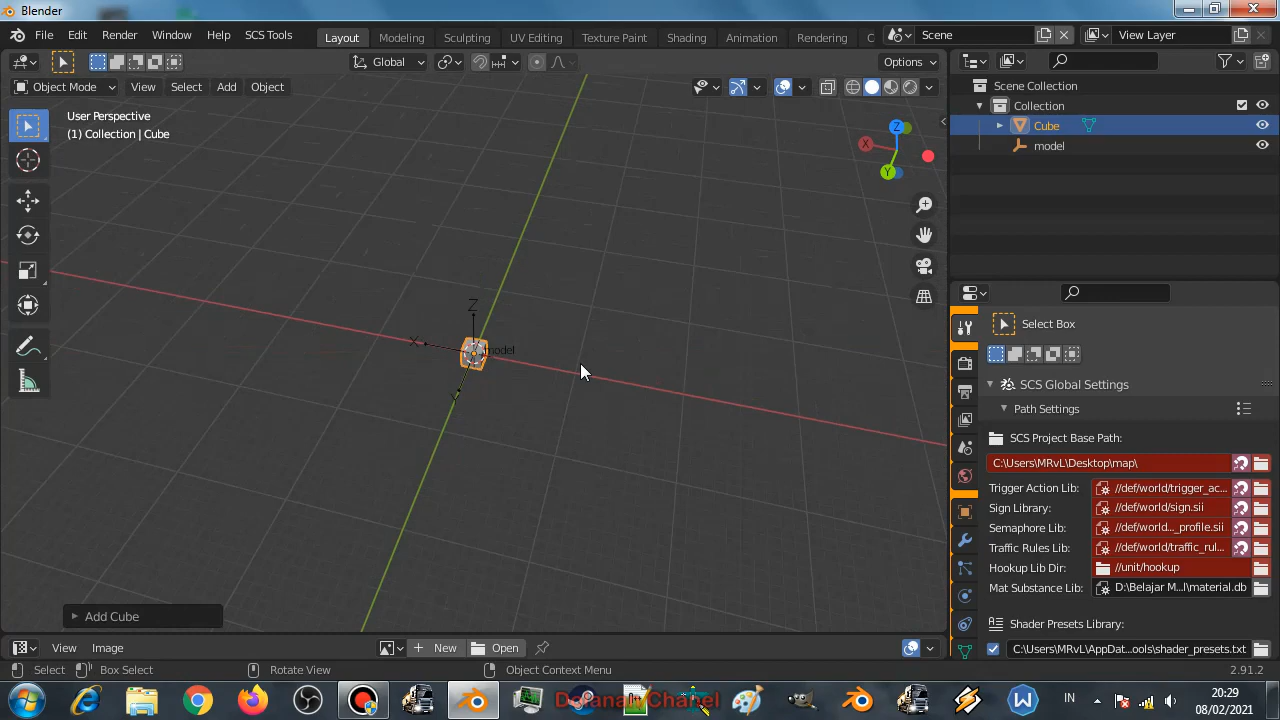 Blender
File Edit Render Window Help SCS Tools Layout Modeling Sculpting UV Editing Texture Paint Shading Animation Rendering C Scene View Layer
Global Options
Object Mode View Select Add Object
User Perspective
(1) Collection | Cube
Scene Collection
Collection
Cube
model
X
Y
Z
Z
X
Y
model
Select Box
SCS Global Settings
Path Settings
SCS Project Base Path:
C:\Users\MRvL\Desktop\map\
Trigger Action Lib: //def/world/trigger_ac...
Sign Library: //def/world/sign.sii
Semaphore Lib: //def/world..._profile.sii
Traffic Rules Lib: //def/world/traffic_rul...
Hookup Lib Dir: //unit/hookup
Mat Substance Lib: D:\Belajar M...l\material.db
Shader Presets Library:
C:\Users\MRvL\AppDat...ools\shader_presets.txt
Add Cube
View Image New Open
Select Box Select Rotate View Object Context Menu 2.91.2
DefanalyChanel
IN
20:29
08/02/2021